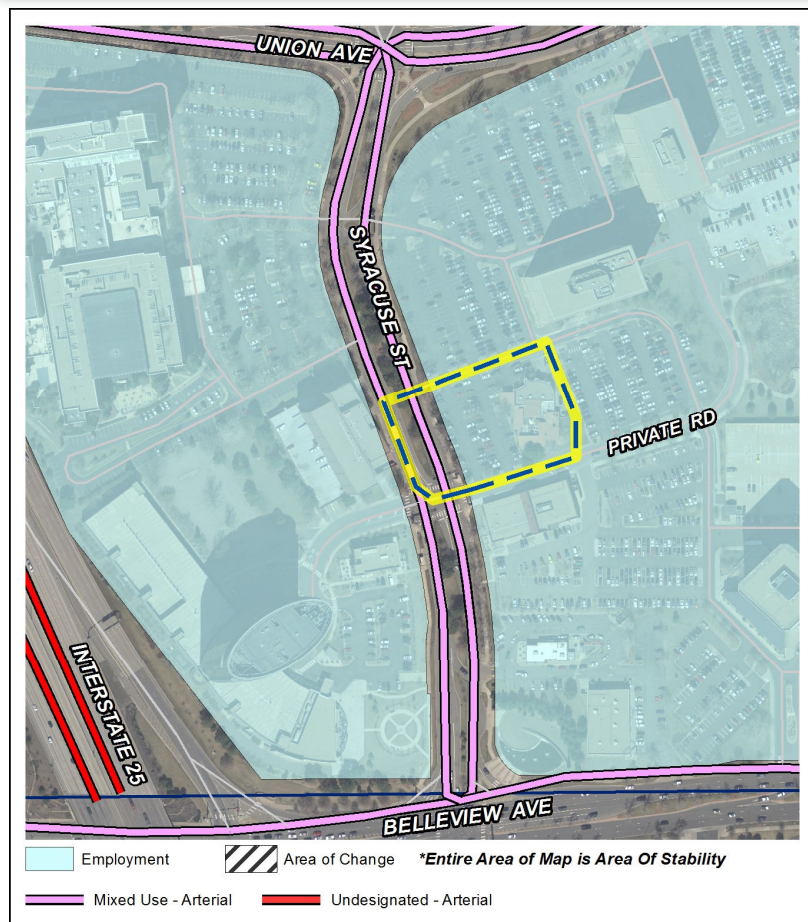 UNION AVE
SYRUCUSE ST
PRIVATE RD
INTERSTATE 25
BELLEVIEW AVE
Employment
Area of Change
*Entire Area of Map is Area Of Stability
Mixed Use - Arterial
Undesignated - Arterial